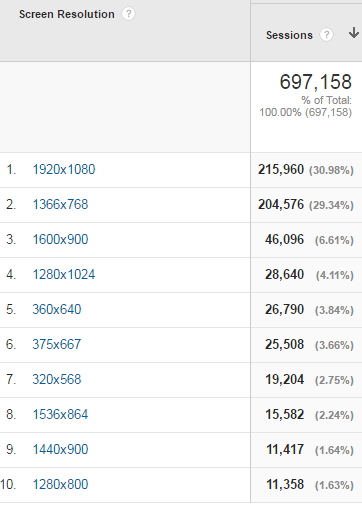 Screen Resolution ?
Sessions ?
697,158
% of Total:
100.00% (697,158)
1. 1920x1080 215,960 (30.98%)
2. 1366x768 204,576 (29.34%)
3. 1600x900 46,096 (6.61%)
4. 1280x1024 28,640 (4.11%)
5. 360x640 26,790 (3.84%)
6. 375x667 25,508 (3.66%)
7. 320x568 19,204 (2.75%)
8. 1536x864 15,582 (2.24%)
9. 1440x900 11,417 (1.64%)
10. 1280x800 11,358 (1.63%)